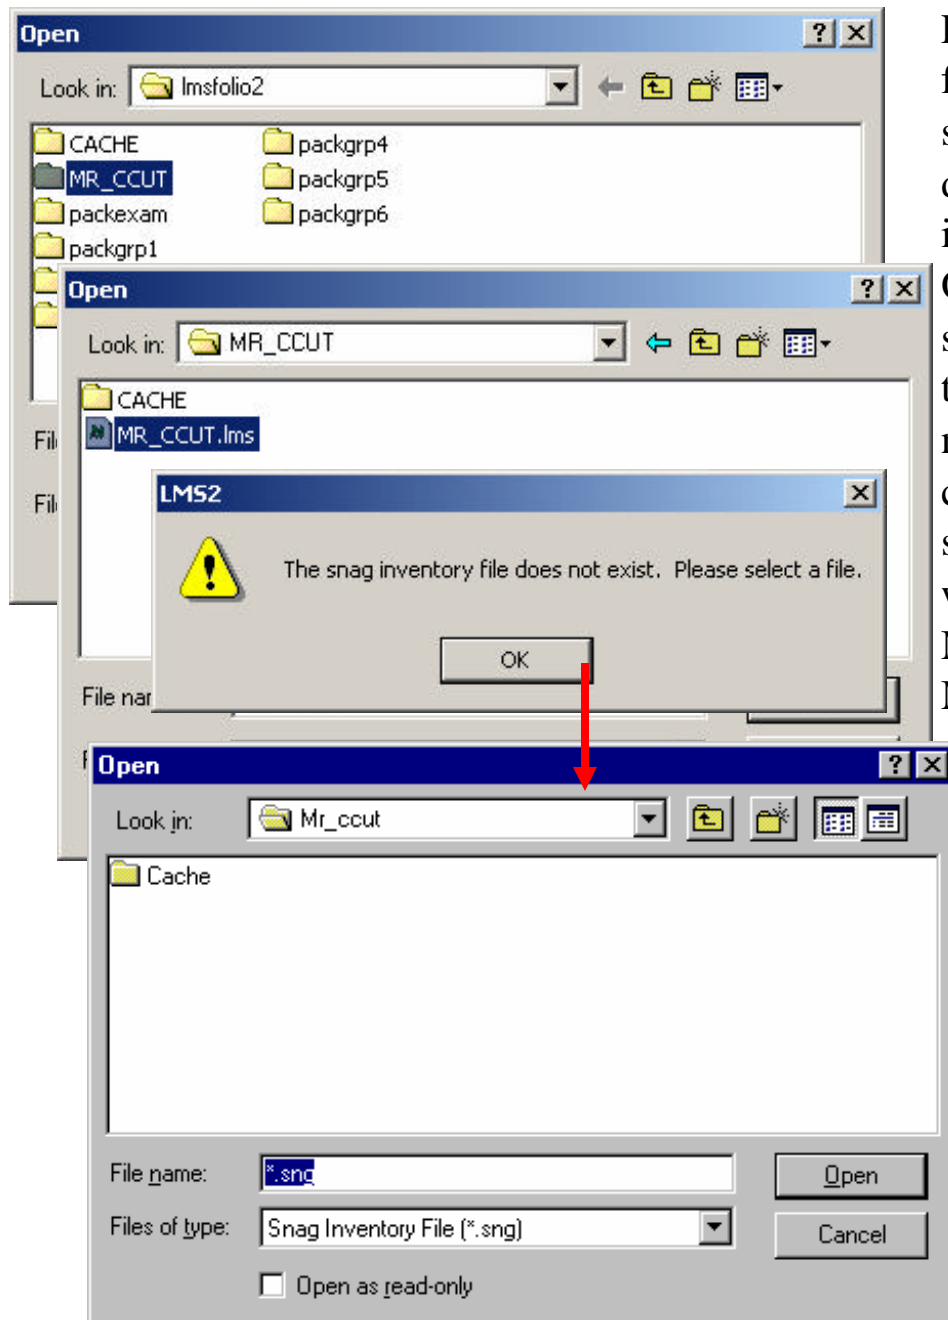 Open
Look in: lmsfolio2
CACHE
packgrp4
MR_CCUT
packgrp5
packexam
packgrp6
packgrp1
Open
Look in: MR_CCUT
CACHE
MR_CCUT.lms
LMS2
The snag inventory file does not exist. Please select a file.
OK
File
Open
Look in: Mr_ccut
Cache
File name: *.sng
Open
Files of type: Snag Inventory File (*.sng)
Cancel
Open as read-only